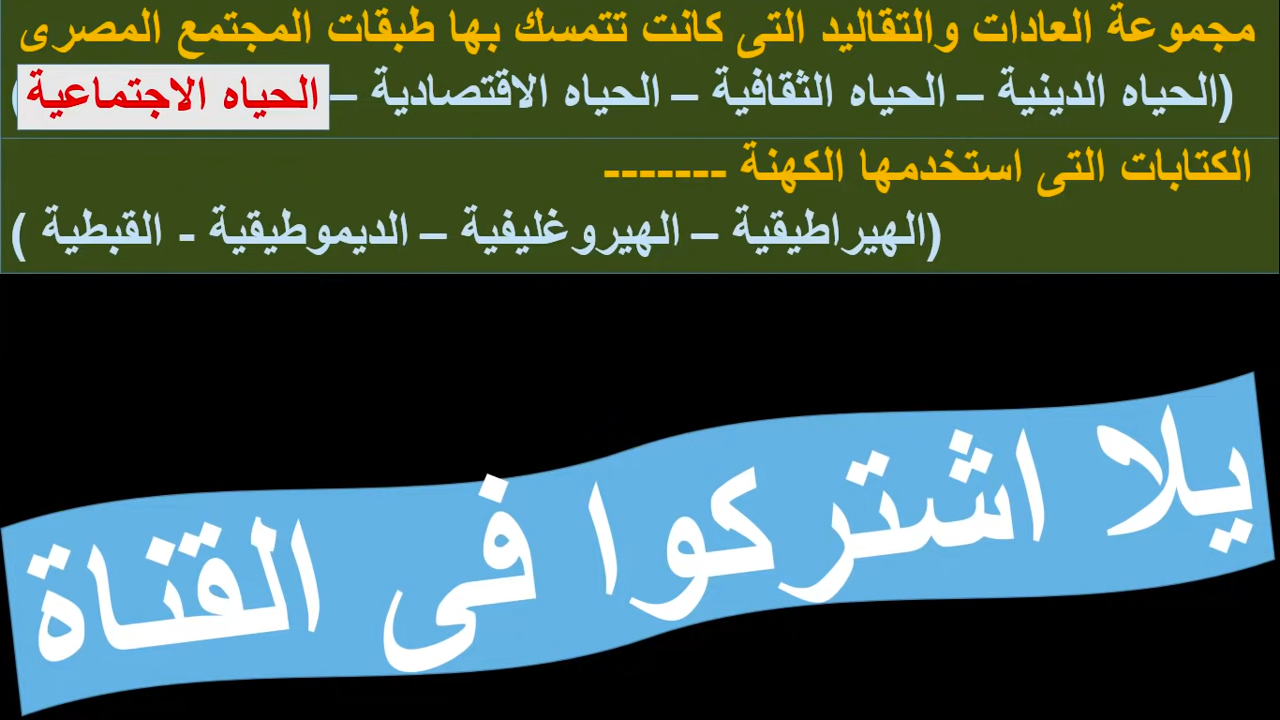 مجموعة العادات والتقاليد التى كانت تتمسك بها طبقات المجتمع المصرى
(الحياه الدينية – الحياه الثقافية – الحياه الاقتصادية – الحياه الاجتماعية)
الكتابات التى استخدمها الكهنة -------
(الهيراطيقية – الهيروغليفية – الديموطيقية - القبطية )
يلا اشتركوا فى القناة